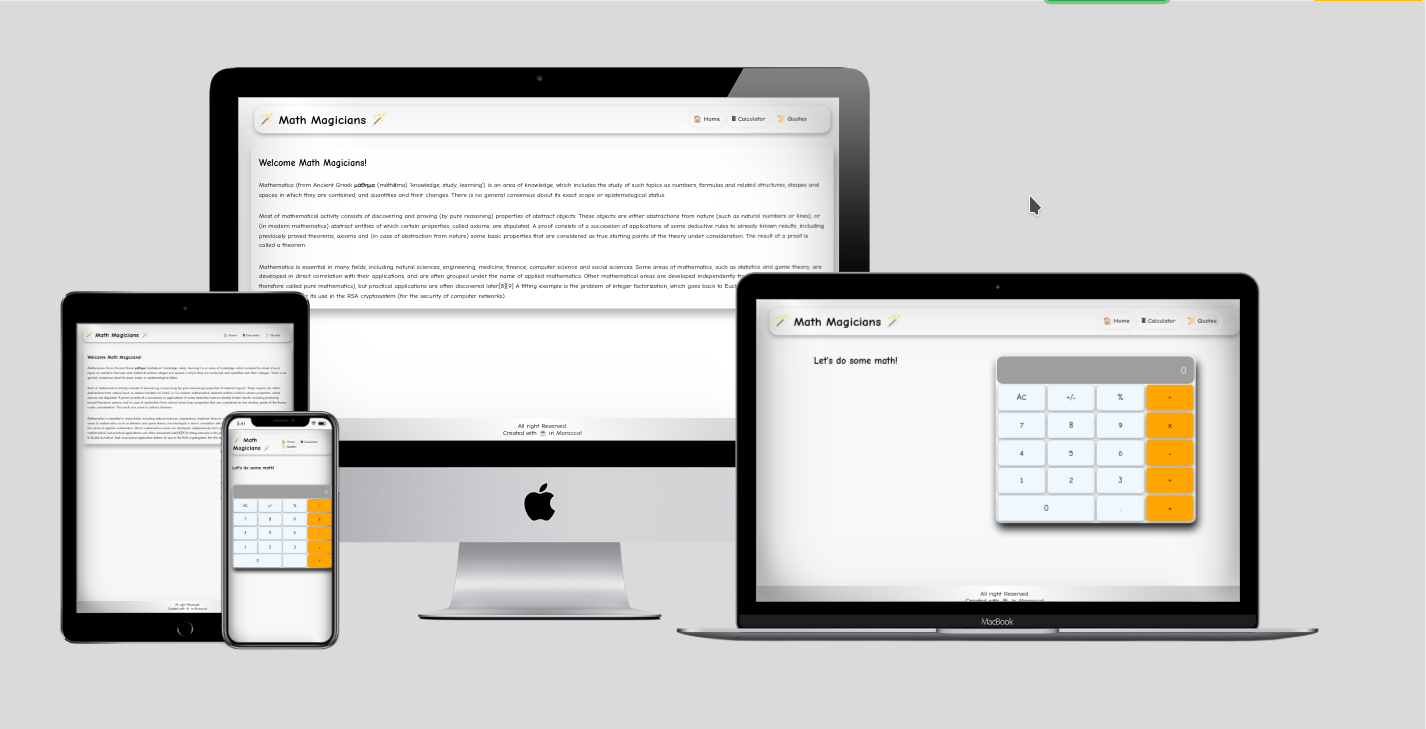 Math Magicians
Home
Calculator
Quotes
Welcome Math Magicians!
Mathematics (from Ancient Greek μάθημα (máthēma) 'knowledge, study, learning') is an area of knowledge, which includes the study of such topics as numbers, formulas and related structures, shapes and
spaces in which they are contained, and quantities and their changes. There is no general consensus about its exact scope or epistemological status.
Most of mathematical activity consists of discovering and proving (by pure reasoning) properties of abstract objects. These objects are either abstractions from nature (such as natural numbers or lines), or
(in modern mathematics) abstract entities of which certain properties, called axioms, are stipulated. A proof consists of a succession of applications of some deductive rules to already known results, including
previously proved theorems, axioms and (in case of abstraction from nature) some basic properties that are considered as true starting points of the theory under consideration. The result of a proof is
called a theorem.
Mathematics is essential in many fields, including natural sciences, engineering, medicine, finance, computer science and social sciences. Some areas of mathematics, such as statistics and game theory, are
developed in direct correlation with their applications, and are often grouped under the name of applied mathematics. Other mathematical areas are developed independently
therefore called pure mathematics), but practical applications are often discovered later[8][9] A fitting example is the problem of integer factorization, which goes back to
its use in the RSA cryptosystem (for the security of computer networks).
All right Reserved.
Created with ☕ in Morocco!
Math Magicians
Home
Calculator
Quotes
Let's do some math!
0
AC +/- % ÷
7 8 9 x
4 5 6 -
1 2 3 +
0 . =
All right Reserved.
Created with ☕ in Morocco!
MacBook
Math Magicians
Home
Calculator
Quotes
Welcome Math Magicians!
All right Reserved.
Created with ☕ in Morocco!
Math
Magicians
Home
Calculator
Quotes
Let's do some math!
0
AC +/- %
7 8 9 x
4 5 6 -
1 2 3 +
0